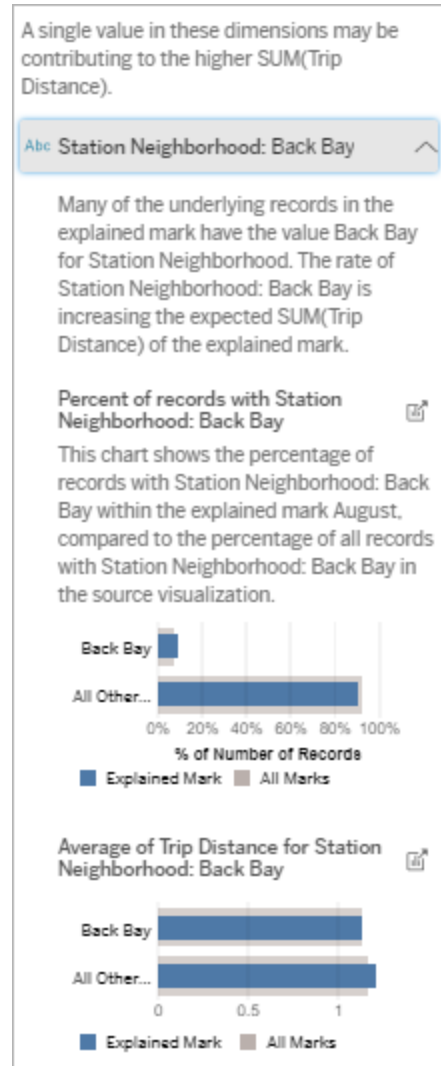 A single value in these dimensions may be
contributing to the higher SUM(Trip
Distance).
Abc Station Neighborhood: Back Bay
Many of the underlying records in the
explained mark have the value Back Bay
for Station Neighborhood. The rate of
Station Neighborhood: Back Bay is
increasing the expected SUM(Trip
Distance) of the explained mark.
Percent of records with Station
Neighborhood: Back Bay
This chart shows the percentage of
records with Station Neighborhood: Back
Bay within the explained mark August,
compared to the percentage of all records
with Station Neighborhood: Back Bay in
the source visualization.
Back Bay
All Other...
0% 20% 40% 60% 80% 100%
% of Number of Records
Explained Mark All Marks
Average of Trip Distance for Station
Neighborhood: Back Bay
Back Bay
All Other...
0 0.5 1
Explained Mark All Marks